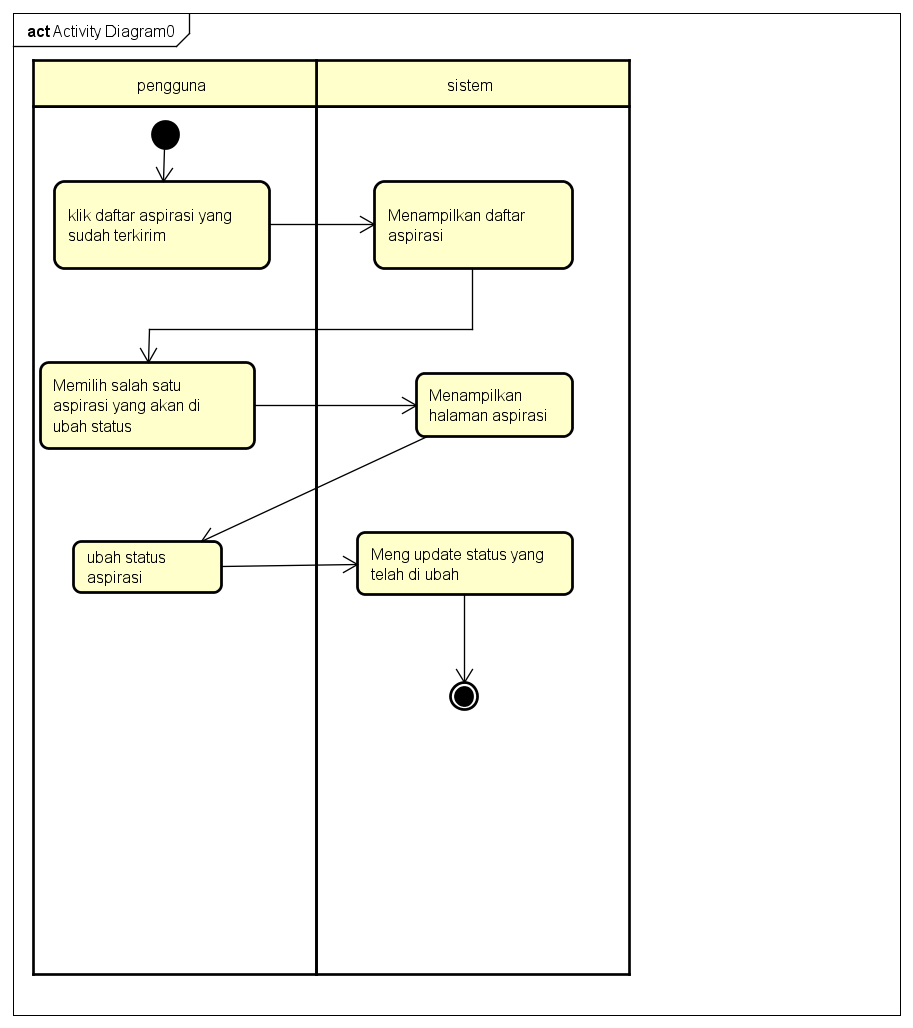 act Activity Diagram0
pengguna
sistem
klik daftar aspirasi yang
sudah terkirim
Menampilkan daftar
aspirasi
Memilih salah satu
aspirasi yang akan di
ubah status
Menampilkan
halaman aspirasi
ubah status
aspirasi
Meng update status yang
telah di ubah